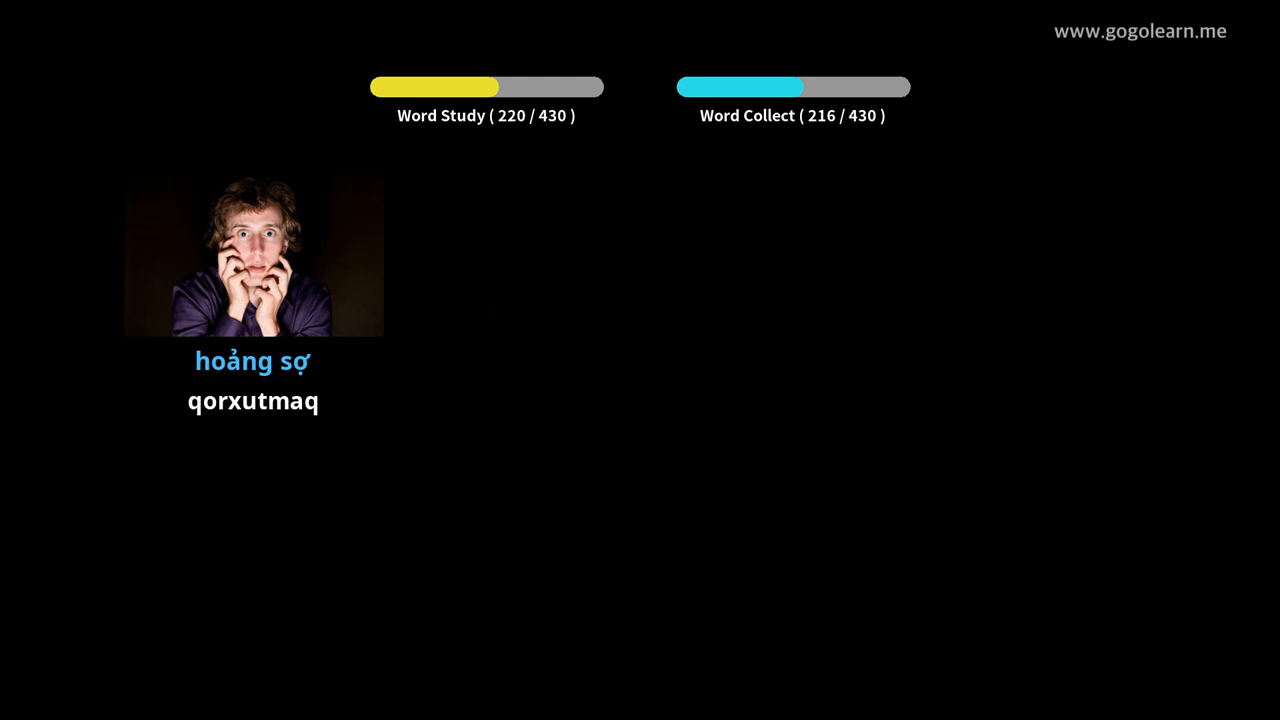 www.gogolearn.me
Word Study ( 220 / 430 )
Word Collect ( 216 / 430 )
hoảng sợ
qorxutmaq